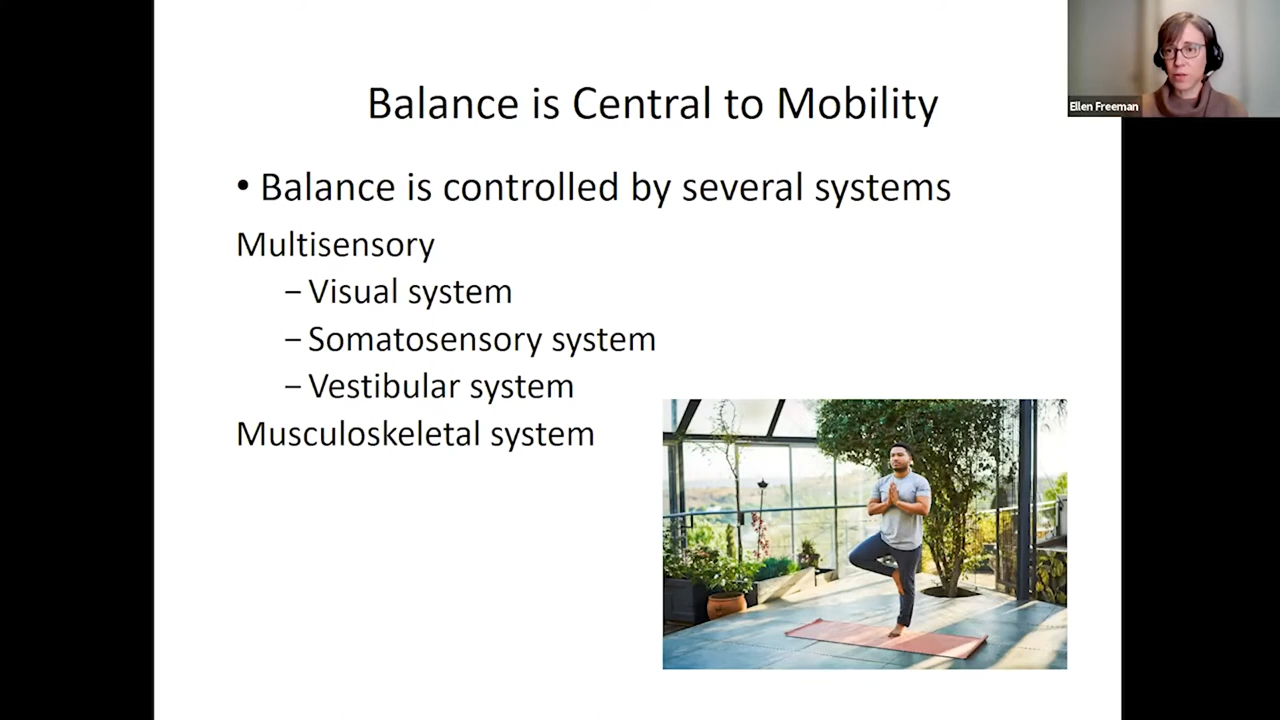 Balance is Central to Mobility
• Balance is controlled by several systems
Multisensory
– Visual system
– Somatosensory system
– Vestibular system
Musculoskeletal system
Ellen Freeman